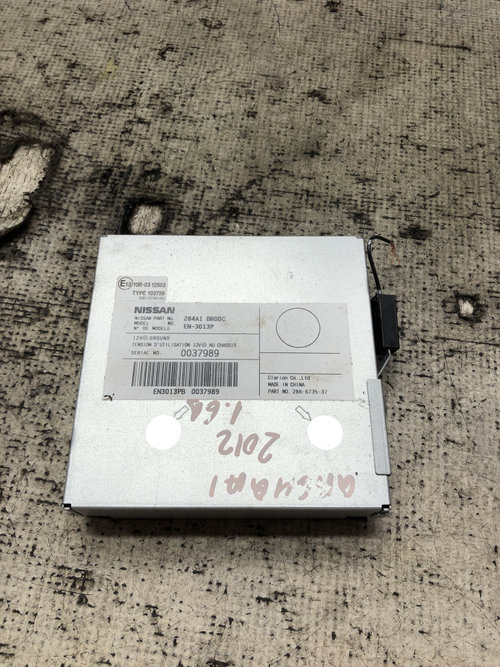 E13 10R-03 12503
TYPE 103759
NISSAN
NISSAN PART No. 284A1 BR00C
MODEL NO. EN-3013P
N° DE MODELE
12V⊖ GROUND
TENSION D'UTILISATION 12V⊖ AU CHASSIS
SERIAL NO. 0037989
EN3013PB 0037989
Clarion Co.,Ltd
MADE IN CHINA
PART NO. 286-6735-37
1.6
2012